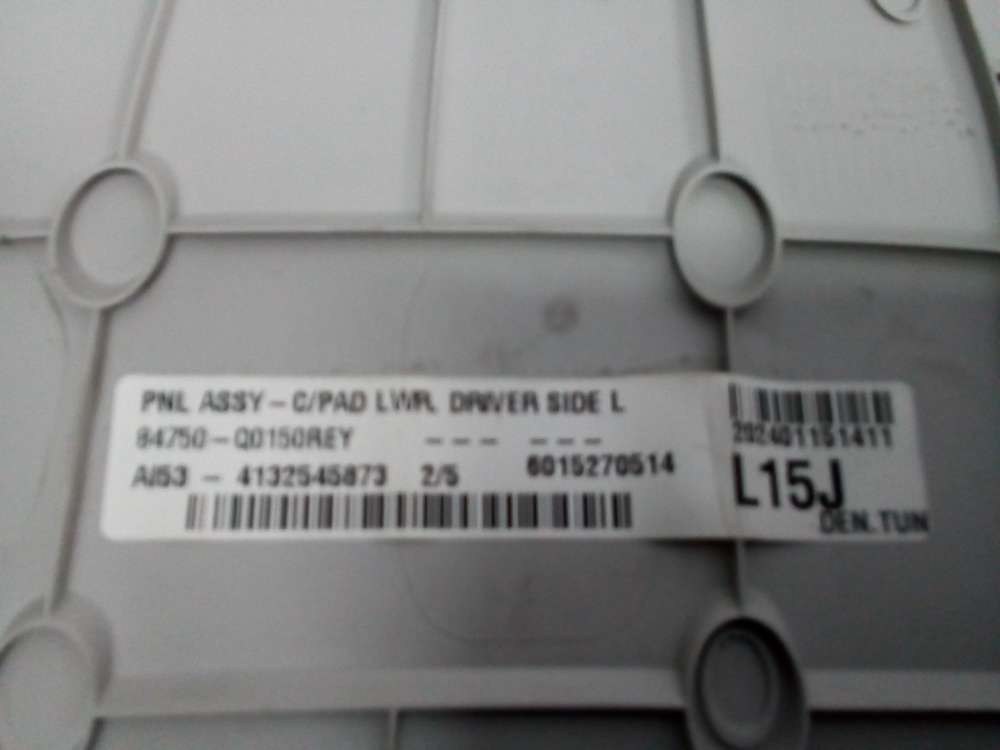 PNL ASSY - C/PAD LWR, DRIVER SIDE L
84750-Q0150REY --- ---
AI53 - 4132545873 2/5 6015270514
202401151411
L15J
DEN.TUN